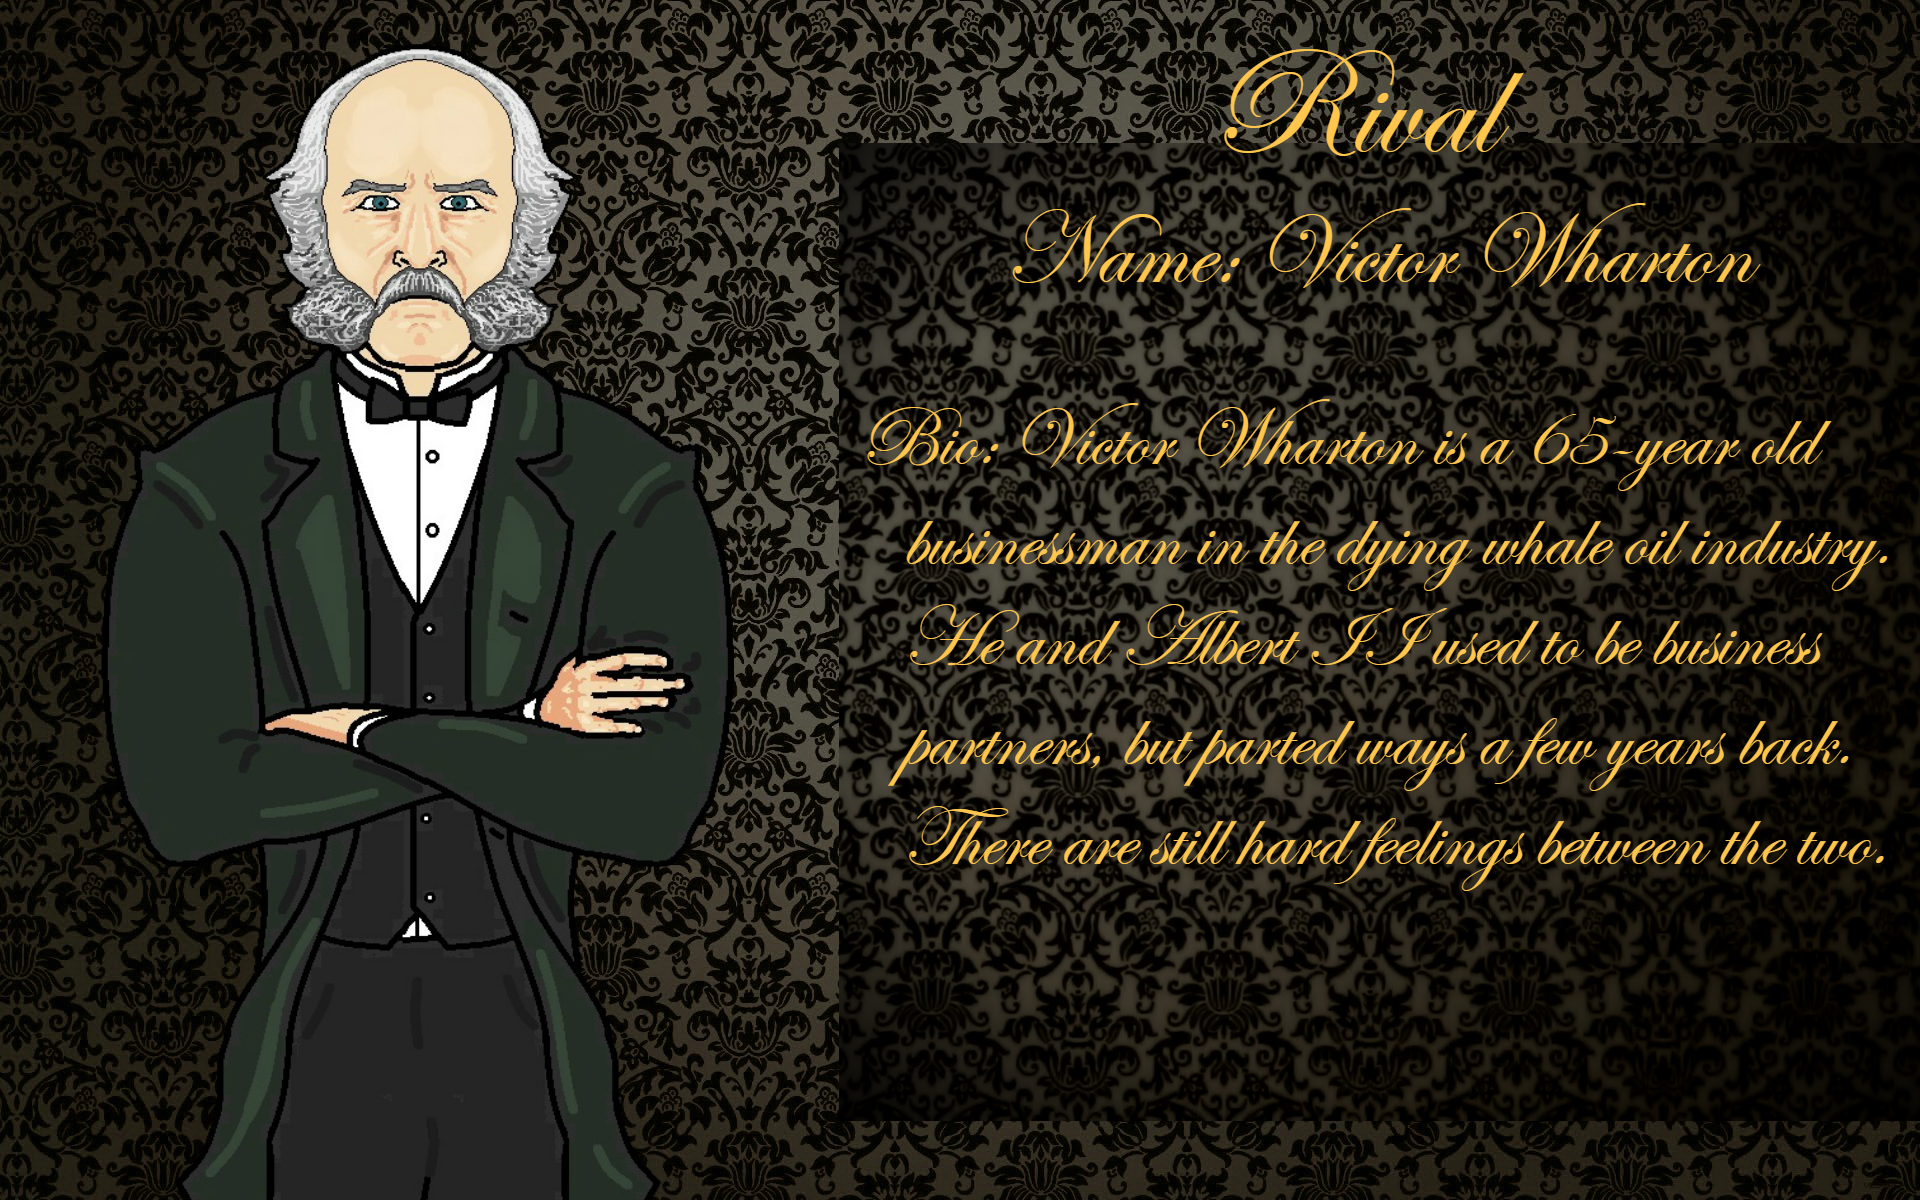 Rival
Name: Victor Wharton
Bio: Victor Wharton is a 65-year old
businessman in the dying whale oil industry.
He and Albert II used to be business
partners, but parted ways a few years back.
There are still hard feelings between the two.